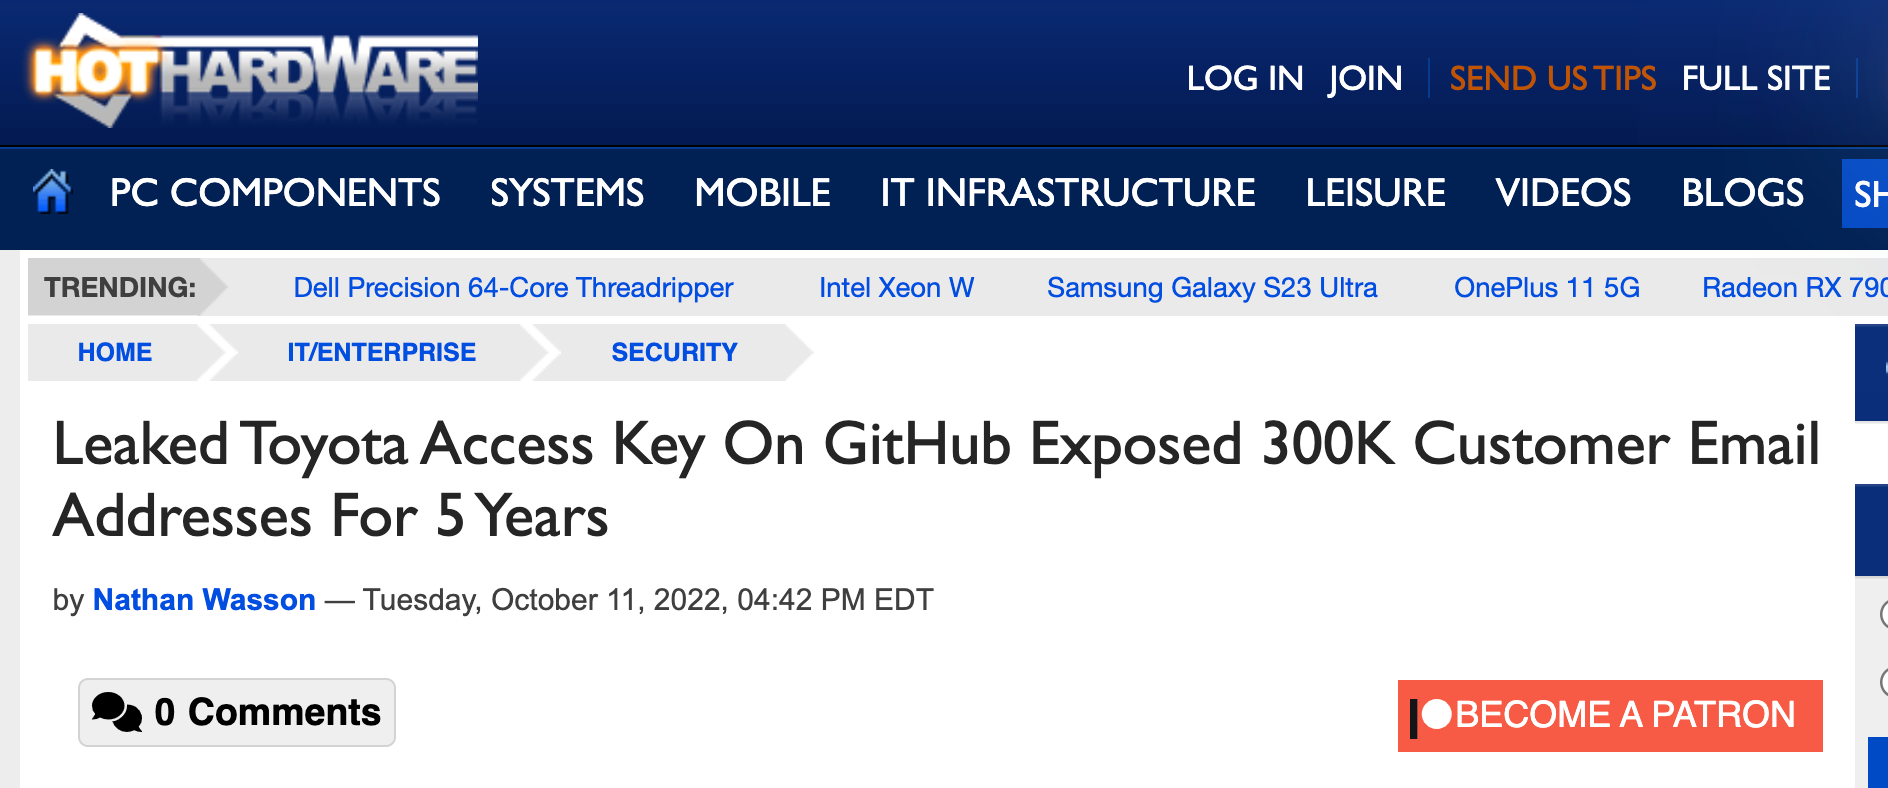 HOTHARDWARE
LOG IN JOIN SEND US TIPS FULL SITE
PC COMPONENTS SYSTEMS MOBILE IT INFRASTRUCTURE LEISURE VIDEOS BLOGS
TRENDING: Dell Precision 64-Core Threadripper Intel Xeon W Samsung Galaxy S23 Ultra OnePlus 11 5G Radeon RX
HOME IT/ENTERPRISE SECURITY
Leaked Toyota Access Key On GitHub Exposed 300K Customer Email
Addresses For 5 Years
by Nathan Wasson — Tuesday, October 11, 2022, 04:42 PM EDT
0 Comments
BECOME A PATRON